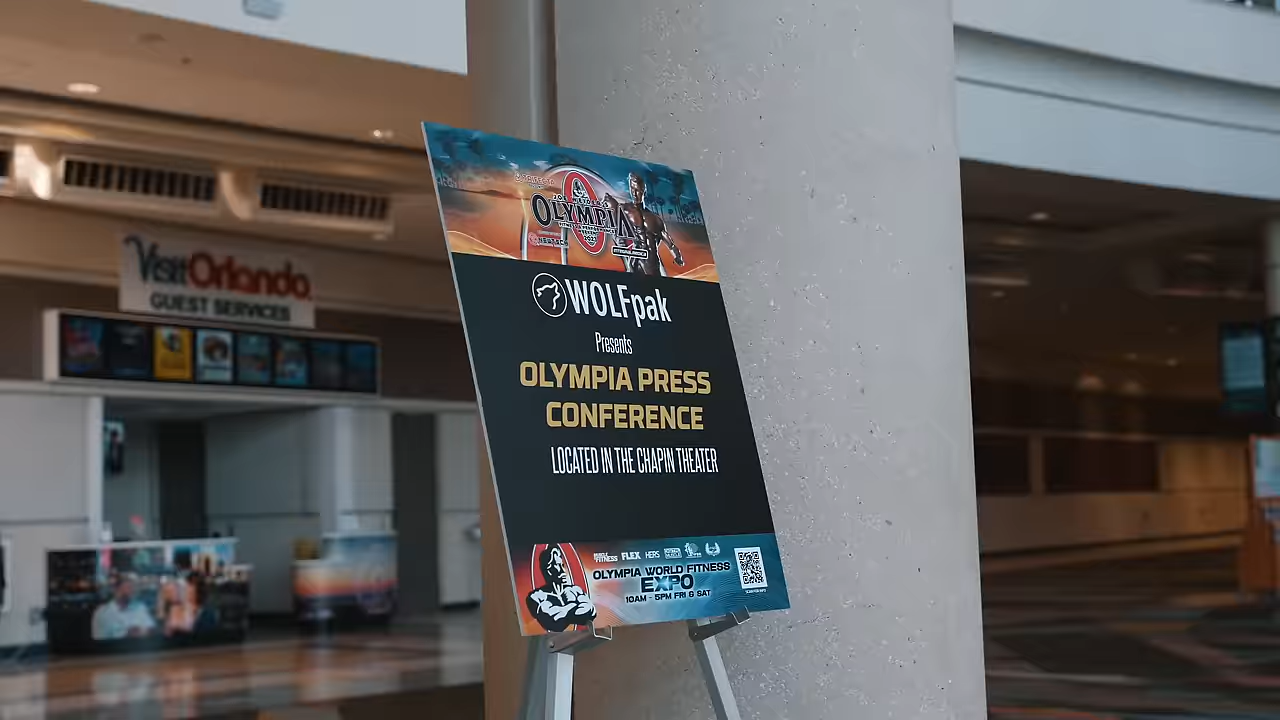 Visit Orlando
GUEST SERVICES
OLYMPIA
WOLFpak
Presents
OLYMPIA PRESS
CONFERENCE
LOCATED IN THE CHAPIN THEATER
FLEX HERS
OLYMPIA WORLD FITNESS
EXPO
10AM - 5PM FRI & SAT